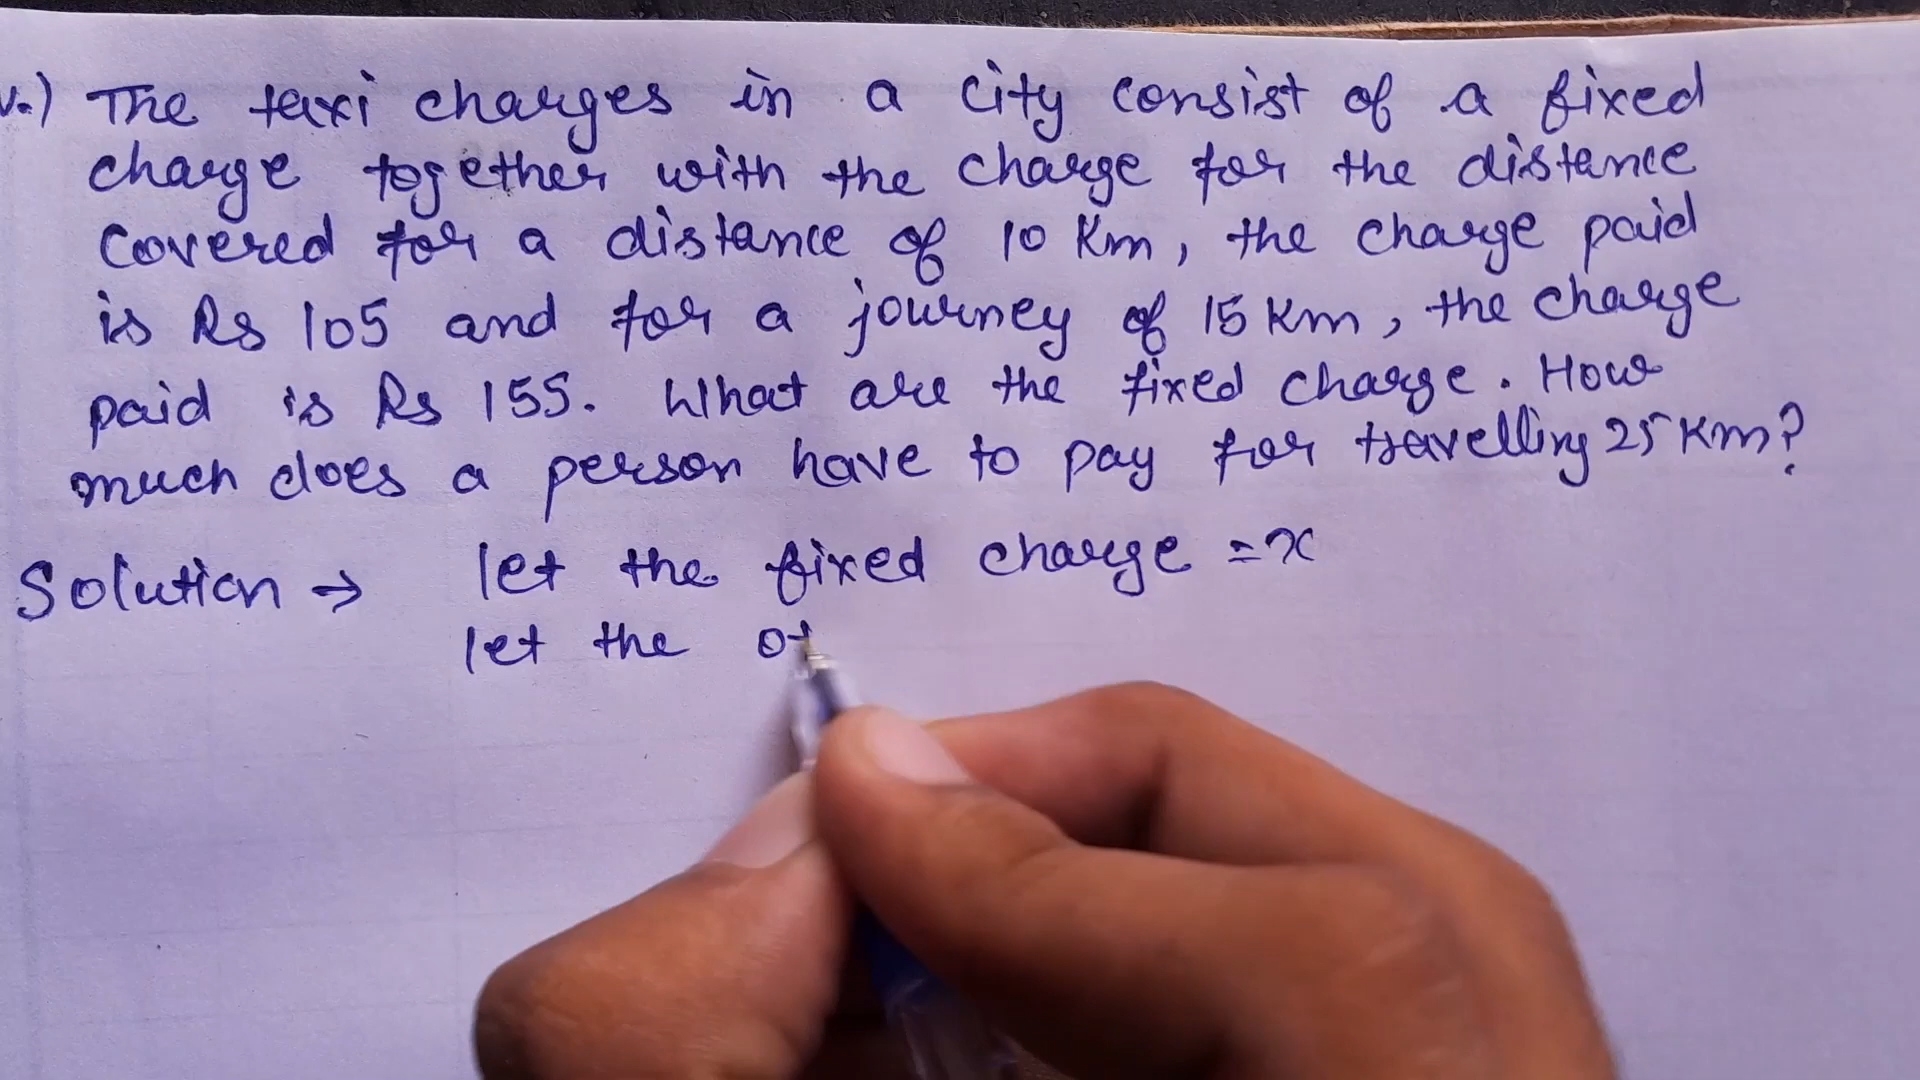 v.) The taxi charges in a city consist of a fixed
charge together with the charge for the distance
covered for a distance of 10 Km, the charge paid
is Rs 105 and for a journey of 15 Km, the charge
paid is Rs 155. What are the fixed charge. How
much does a person have to pay for travelling 25 Km?
Solution → let the fixed charge = x
let the ot